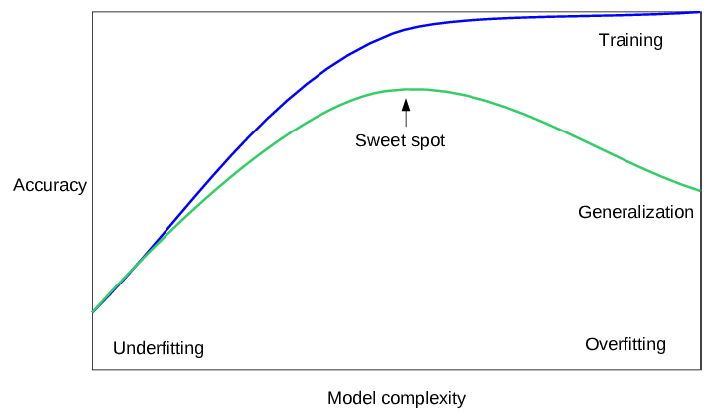 Training
Sweet spot
Accuracy
Generalization
Underfitting
Overfitting
Model complexity